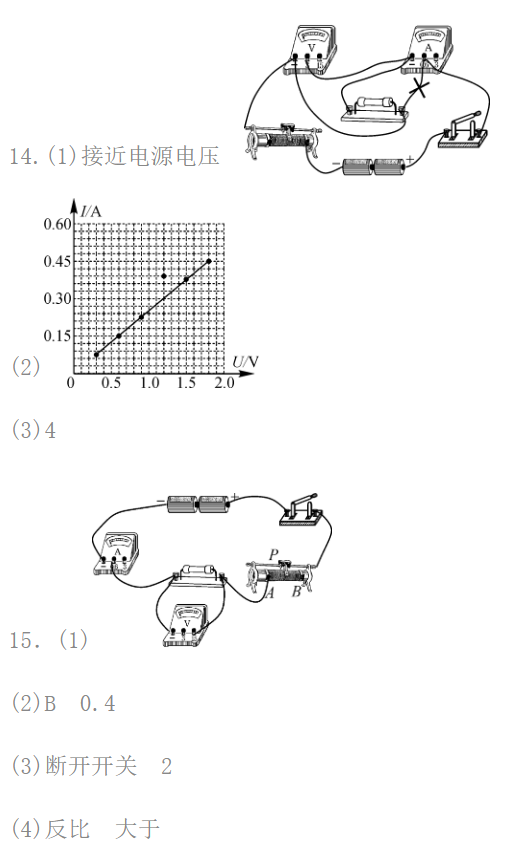 V A
− +
14.(1)接近电源电压
I/A
0.60
0.45
0.30
0.15
(2)
U/V
0 0.5 1.0 1.5 2.0
(3)4
− +
A
P
A B
V
15. (1)
(2)B 0.4
(3)断开开关 2
(4)反比 大于